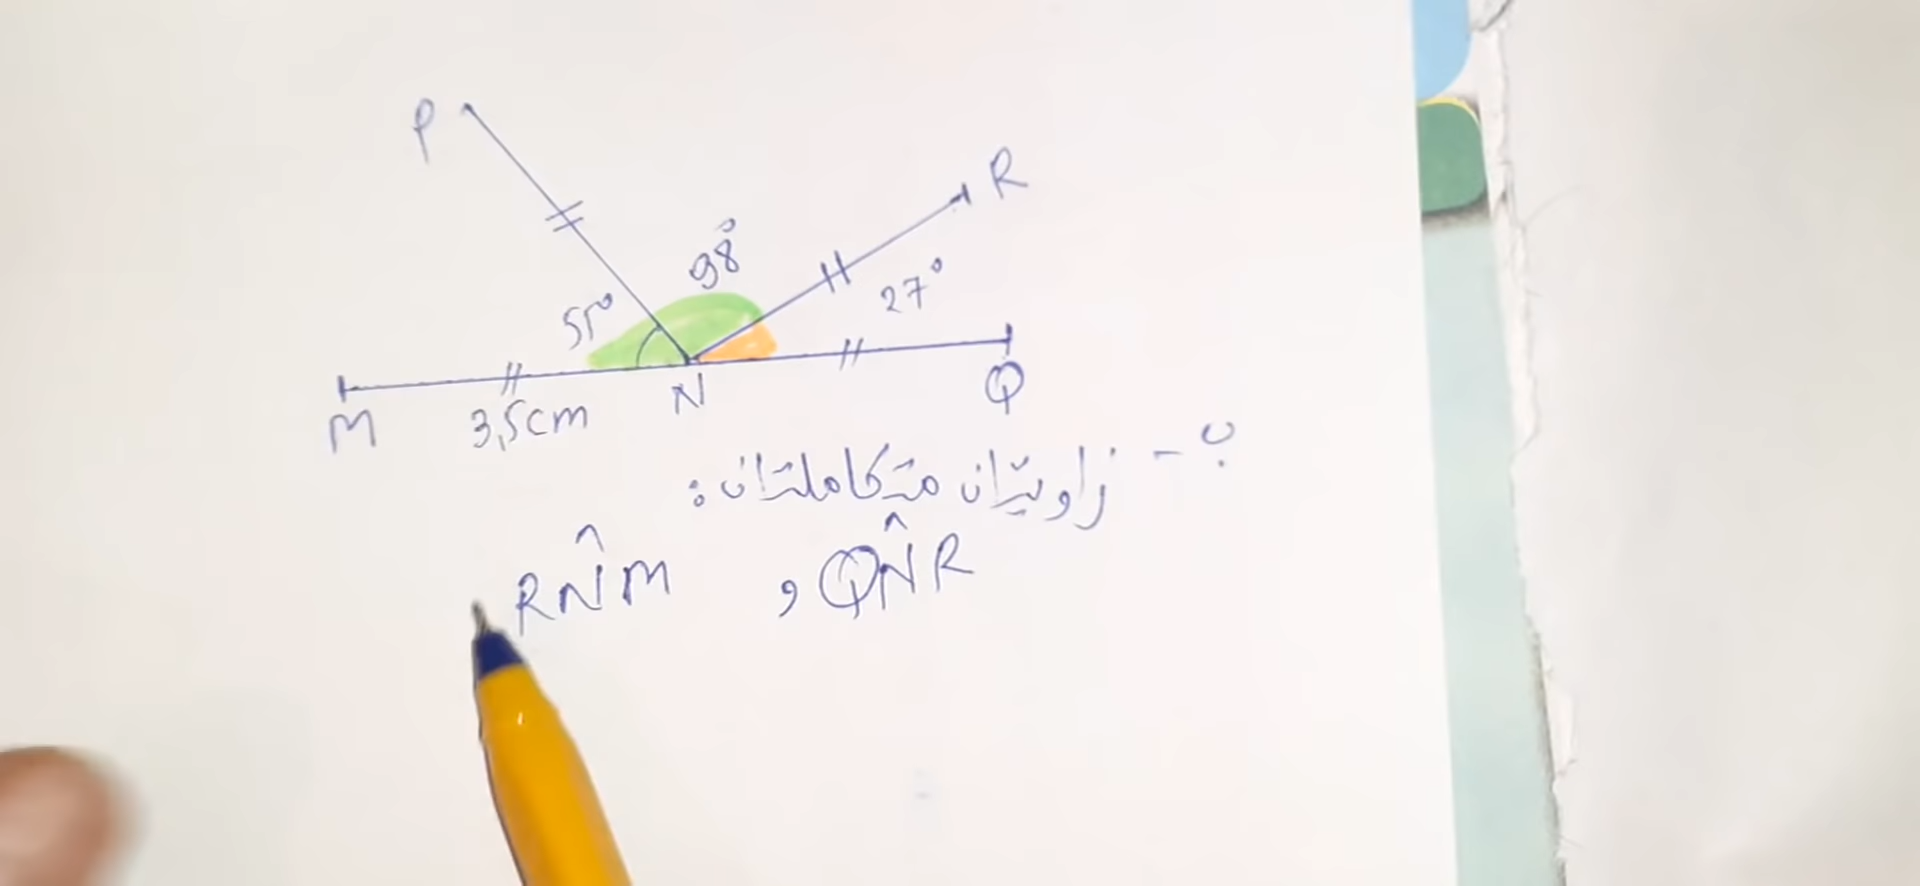 P
R
98°
55°
27°
M
3,5cm
N
Q
ب - زاويتان متكاملتان :
RN̂M , QN̂R